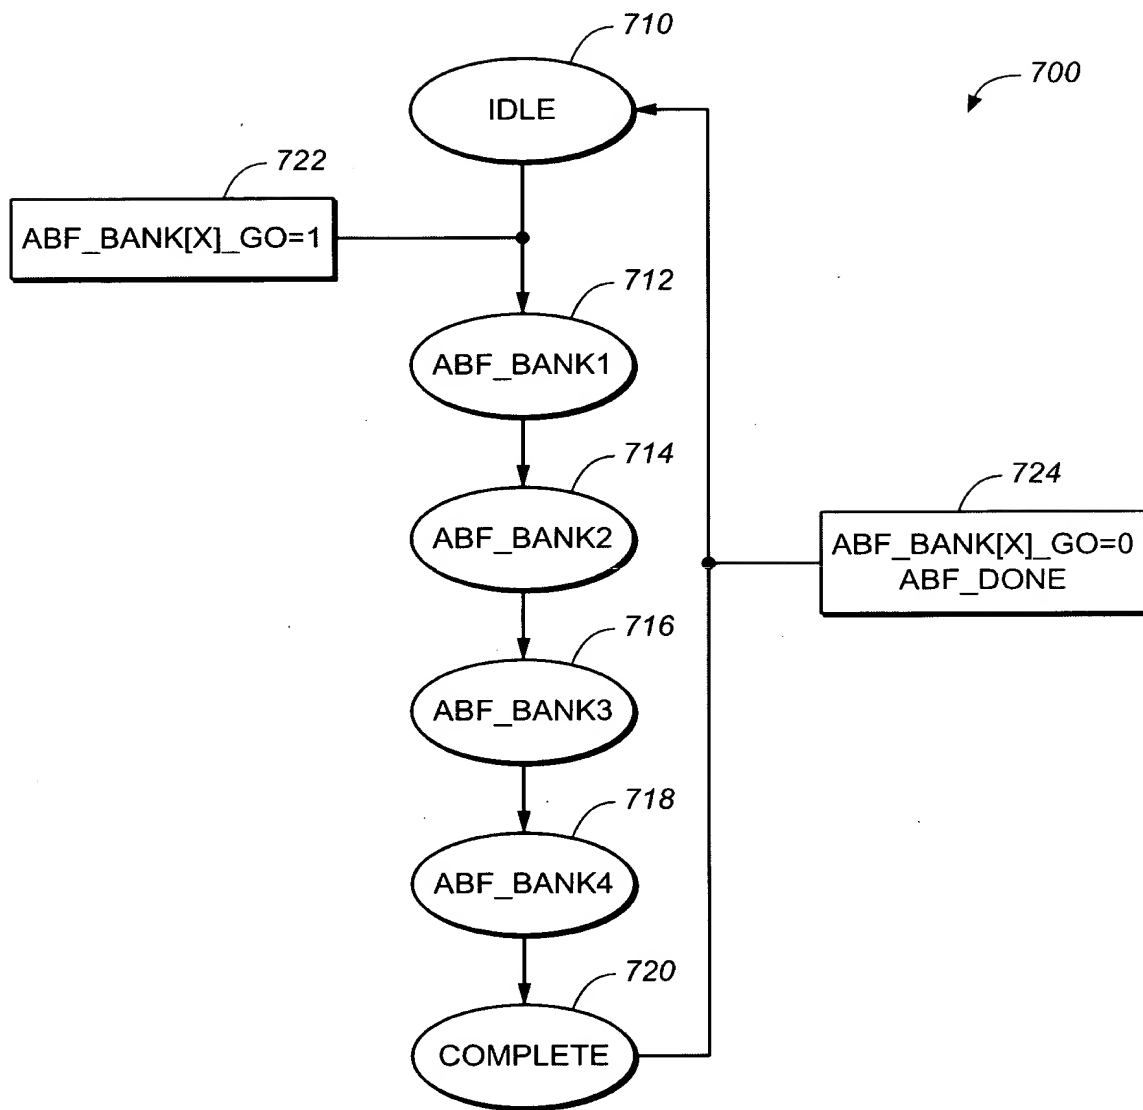 710
IDLE
700
722
ABF_BANK[X]_GO=1
712
ABF_BANK1
714
ABF_BANK2
724
ABF_BANK[X]_GO=0
ABF_DONE
716
ABF_BANK3
718
ABF_BANK4
720
COMPLETE